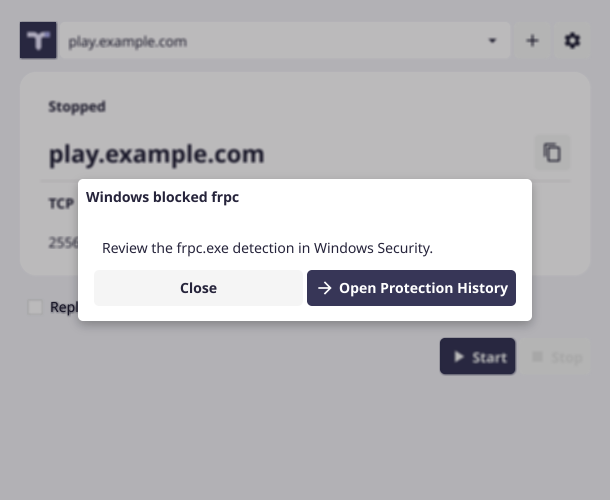 play.example.com
Stopped
play.example.com
TCP
2556
Windows blocked frpc
Review the frpc.exe detection in Windows Security.
Close
Open Protection History
Start
Stop